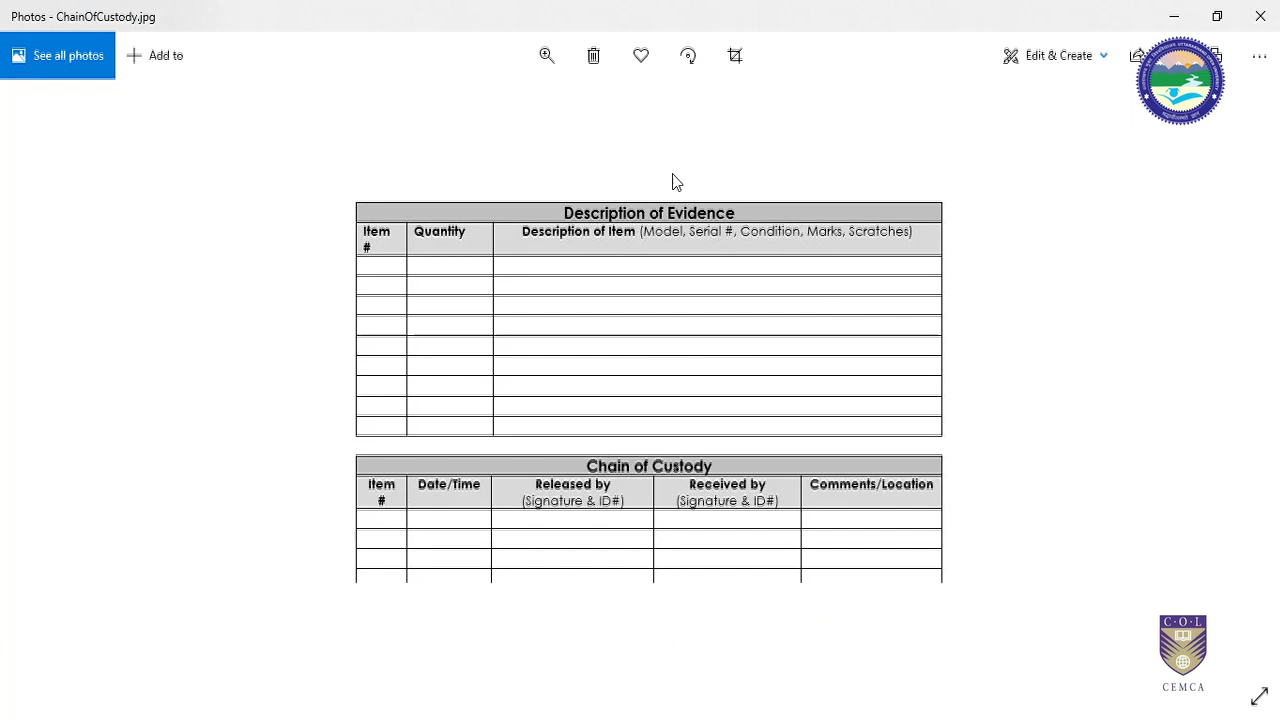 Photos - ChainOfCustody.jpg
See all photos
Add to
Edit & Create
Description of Evidence
Item # Quantity Description of Item (Model, Serial #, Condition, Marks, Scratches)
Chain of Custody
Item # Date/Time Released by (Signature & ID#) Received by (Signature & ID#) Comments/Location
C·O·L
CEMCA